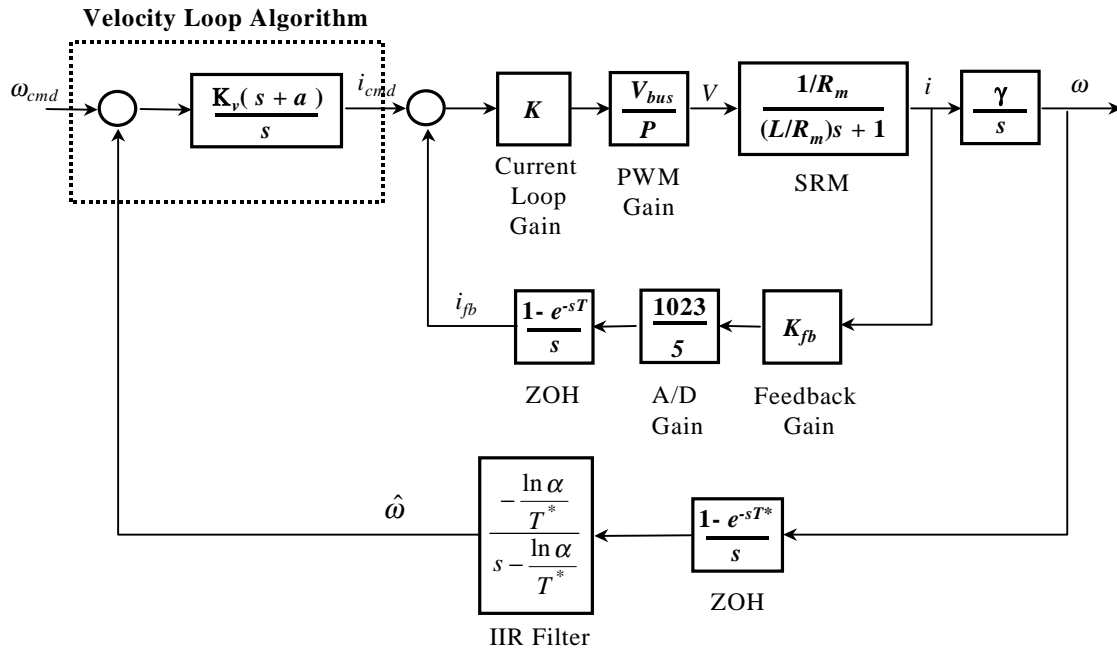 Velocity Loop Algorithm
ω_cmd
K_v( s + a )
s
i_cmd
K
Current
Loop
Gain
V_bus
P
PWM
Gain
V
1/R_m
(L/R_m)s + 1
SRM
i
γ
s
ω
i_fb
1- e^-sT
s
ZOH
1023
5
A/D
Gain
K_fb
Feedback
Gain
ω̂
- ln α
T*
s - ln α
T*
IIR Filter
1- e^-sT*
s
ZOH